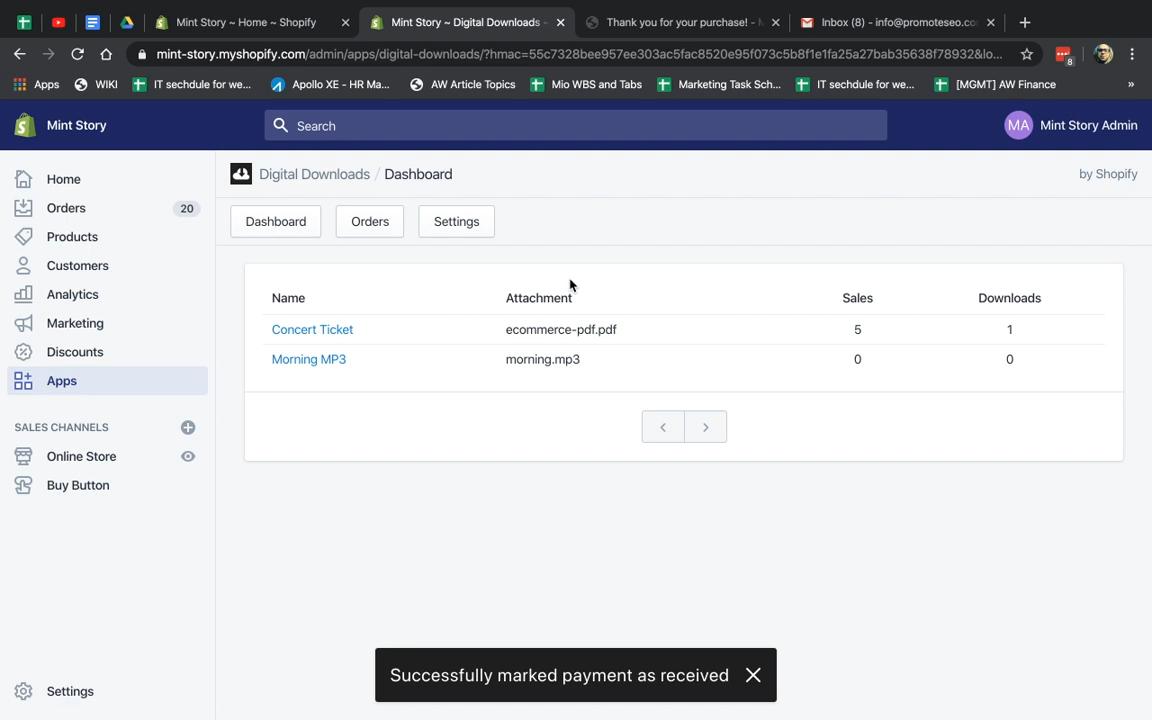 Mint Story ~ Home ~ Shopify
Mint Story ~ Digital Downloads ~
Thank you for your purchase! -
Inbox (8) - info@promoteseo.co
mint-story.myshopify.com/admin/apps/digital-downloads/?hmac=55c7328bee957ee303ac5fac8520e95f073c5b8f1e1fa25a27bab35638f78932&lo...
8
Apps WIKI IT sechdule for we... Apollo XE - HR Ma... AW Article Topics Mio WBS and Tabs Marketing Task Sch... IT sechdule for we... [MGMT] AW Finance »
Mint Story
Search
MA Mint Story Admin
Home
Orders 20
Products
Customers
Analytics
Marketing
Discounts
Apps
SALES CHANNELS
Online Store
Buy Button
Settings
Digital Downloads / Dashboard
by Shopify
Dashboard Orders Settings
Name Attachment Sales Downloads
Concert Ticket ecommerce-pdf.pdf 5 1
Morning MP3 morning.mp3 0 0
Successfully marked payment as received